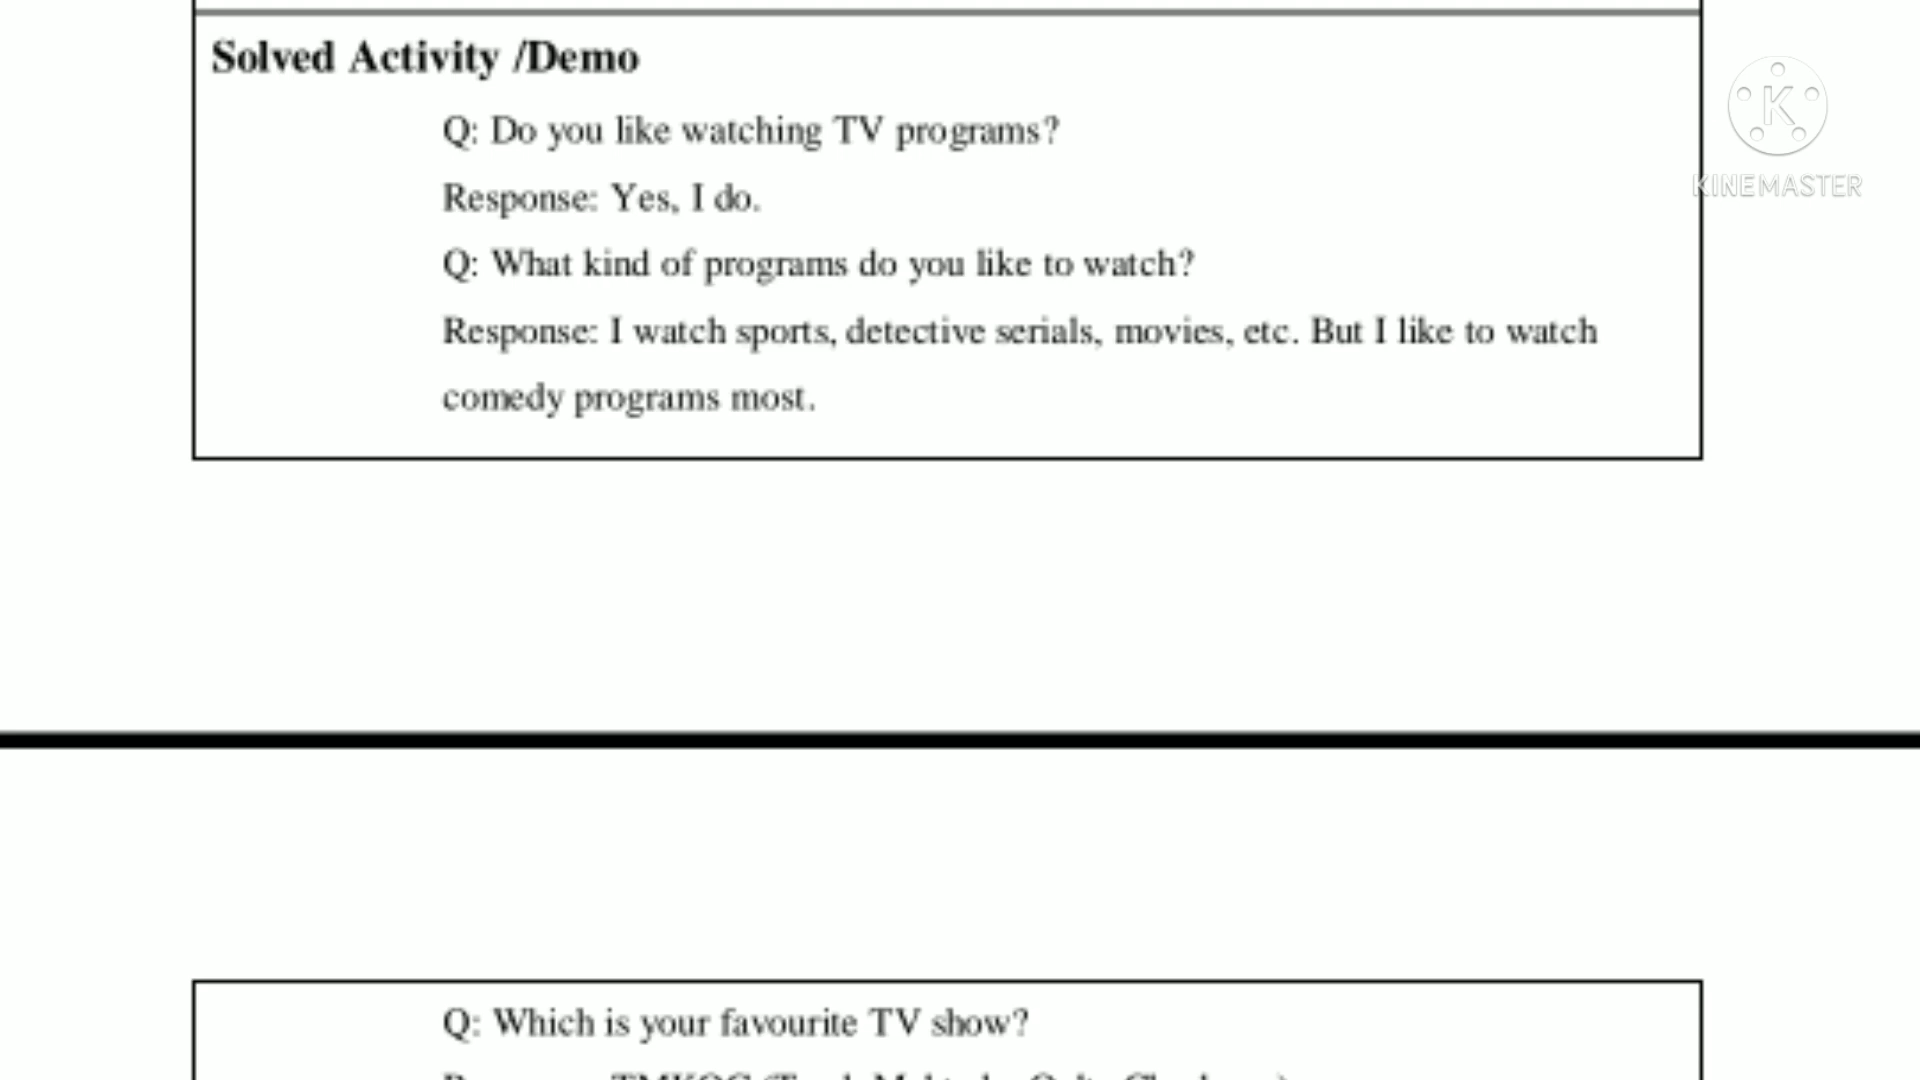 Solved Activity /Demo
K
KINEMASTER
Q: Do you like watching TV programs?
Response: Yes, I do.
Q: What kind of programs do you like to watch?
Response: I watch sports, detective serials, movies, etc. But I like to watch
comedy programs most.
Q: Which is your favourite TV show?